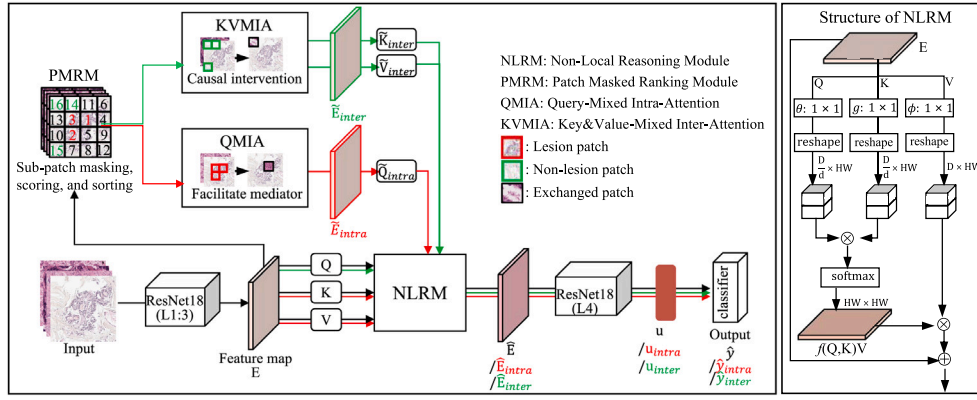 KVMIA
Causal intervention
K̃inter
Ṽinter
Ẽinter
PMRM
16 14 11 6
13 3 1 4
10 2 5 9
15 7 8 12
Sub-patch masking,
scoring, and sorting
QMIA
Facilitate mediator
Q̃intra
Ẽintra
NLRM: Non-Local Reasoning Module
PMRM: Patch Masked Ranking Module
QMIA: Query-Mixed Intra-Attention
KVMIA: Key&Value-Mixed Inter-Attention
: Lesion patch
: Non-lesion patch
: Exchanged patch
Input
ResNet18
(L1:3)
Feature map
E
Q
K
V
NLRM
Ê
/Êintra
/Êinter
ResNet18
(L4)
u
/uintra
/uinter
classifier
Output
ŷ
/ŷintra
/ŷinter
Structure of NLRM
E
Q K V
θ: 1 × 1 g: 1 × 1 ϕ: 1 × 1
reshape reshape reshape
D/d × HW D/d × HW D × HW
softmax
HW × HW
f(Q,K)V